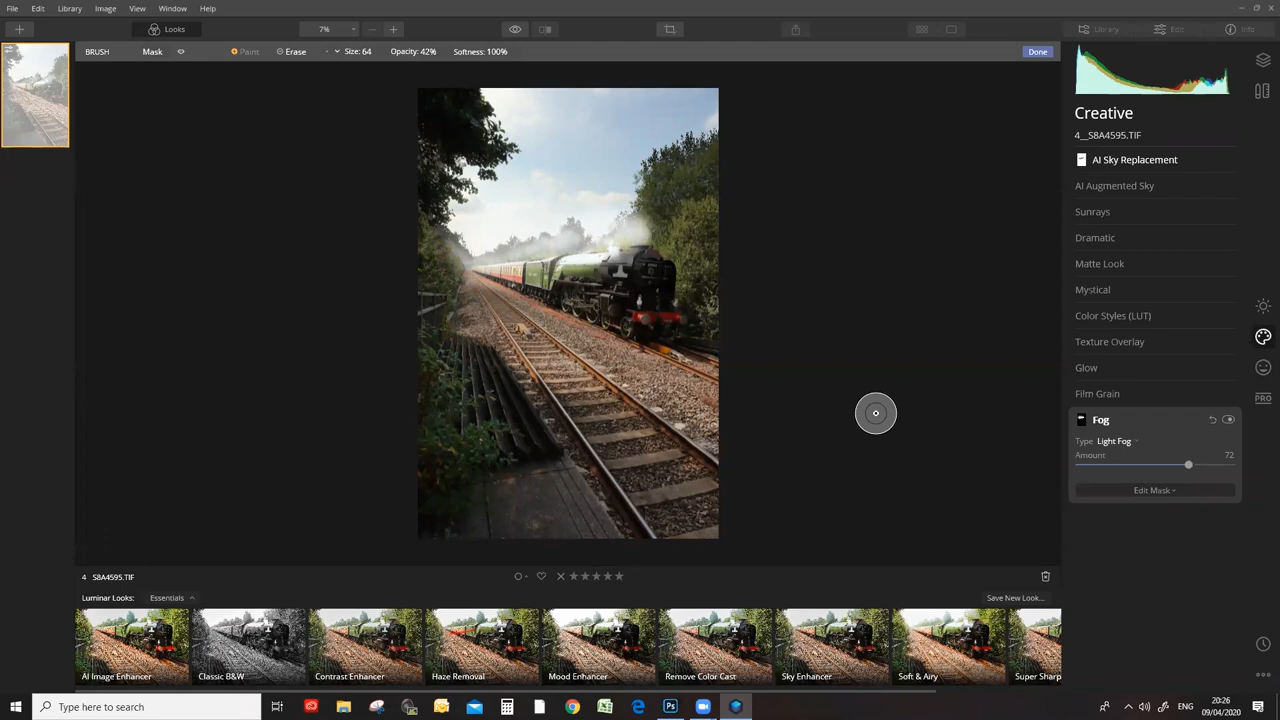 File Edit Library Image View Window Help
Looks 7% Library Edit Info
BRUSH Mask Paint Erase Size: 64 Opacity: 42% Softness: 100% Done
Creative
4__S8A4595.TIF
AI Sky Replacement
AI Augmented Sky
Sunrays
Dramatic
Matte Look
Mystical
Color Styles (LUT)
Texture Overlay
Glow
Film Grain
PRO
Fog
Type Light Fog
Amount 72
Edit Mask
4 S8A4595.TIF
Luminar Looks: Essentials Save New Look...
AI Image Enhancer Classic B&W Contrast Enhancer Haze Removal Mood Enhancer Remove Color Cast Sky Enhancer Soft & Airy Super Sharp
Type here to search Ps ENG 20:26
09/04/2020